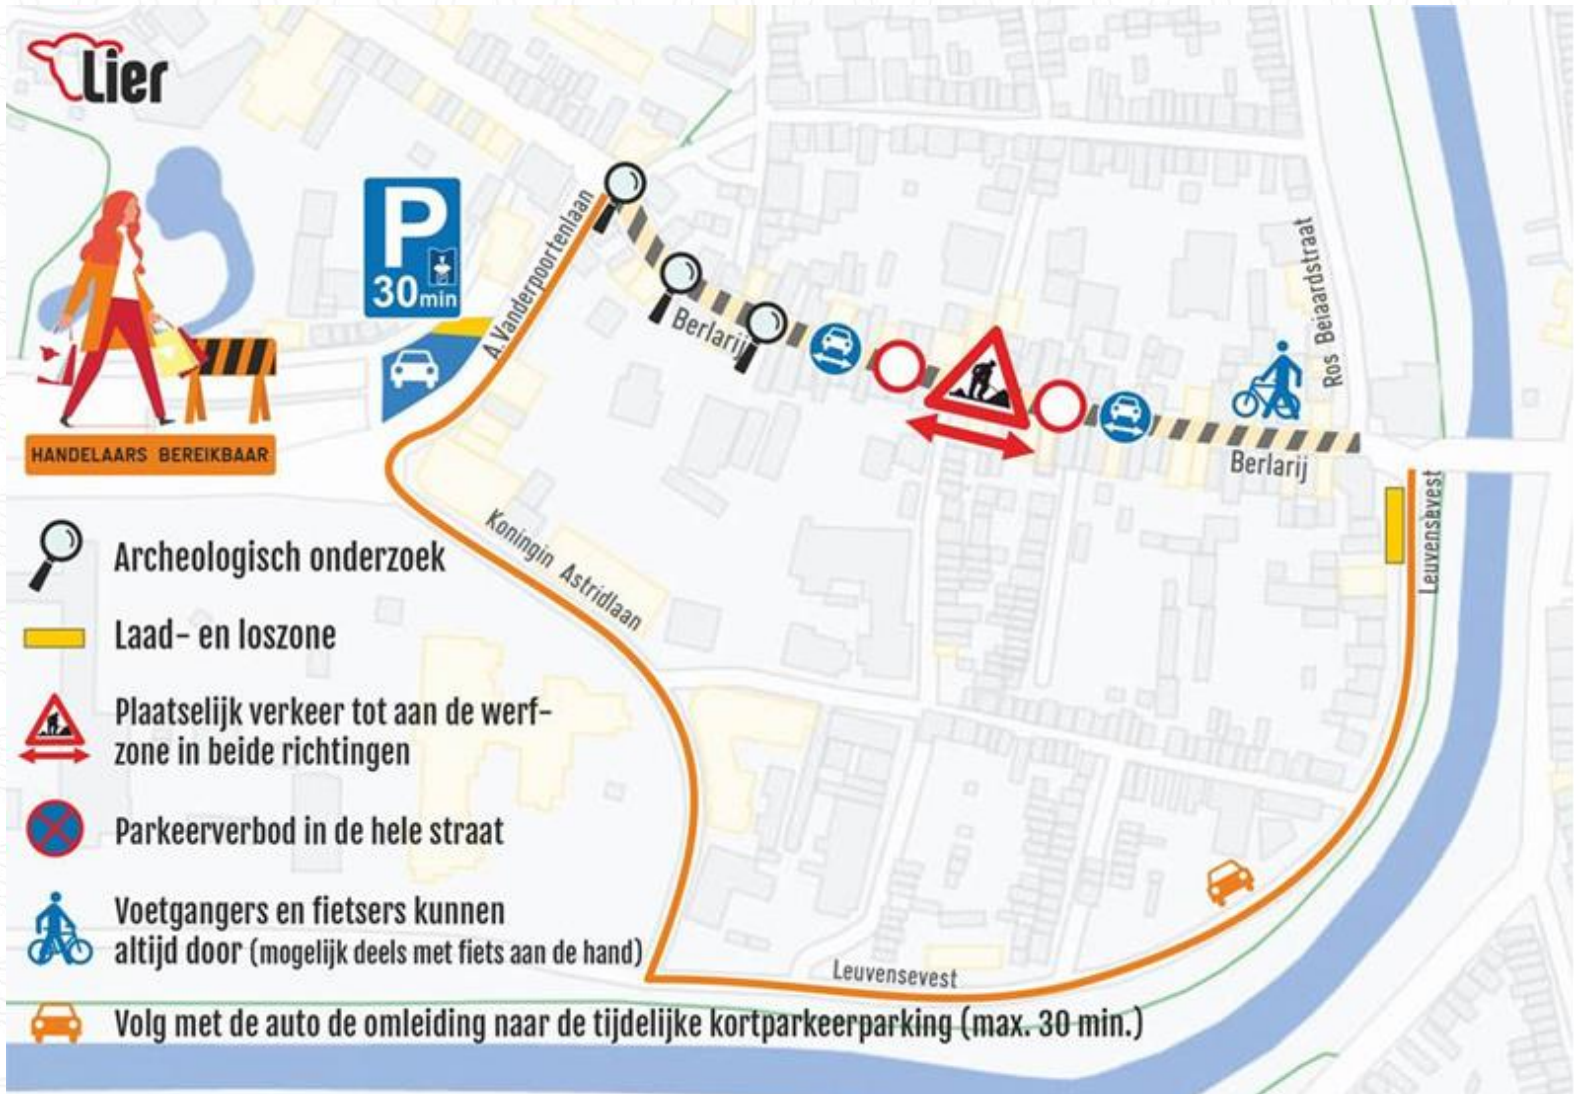 Lier
P
30 min
A. Vanderpoortenlaan
Berlarij
Ros Beiaardstraat
Berlarij
Leuvensevest
HANDELAARS BEREIKBAAR
Koningin Astridlaan
Archeologisch onderzoek
Laad- en loszone
Plaatselijk verkeer tot aan de werf-
zone in beide richtingen
Parkeerverbod in de hele straat
Voetgangers en fietsers kunnen
altijd door (mogelijk deels met fiets aan de hand)
Leuvensevest
Volg met de auto de omleiding naar de tijdelijke kortparkeerparking (max. 30 min.)